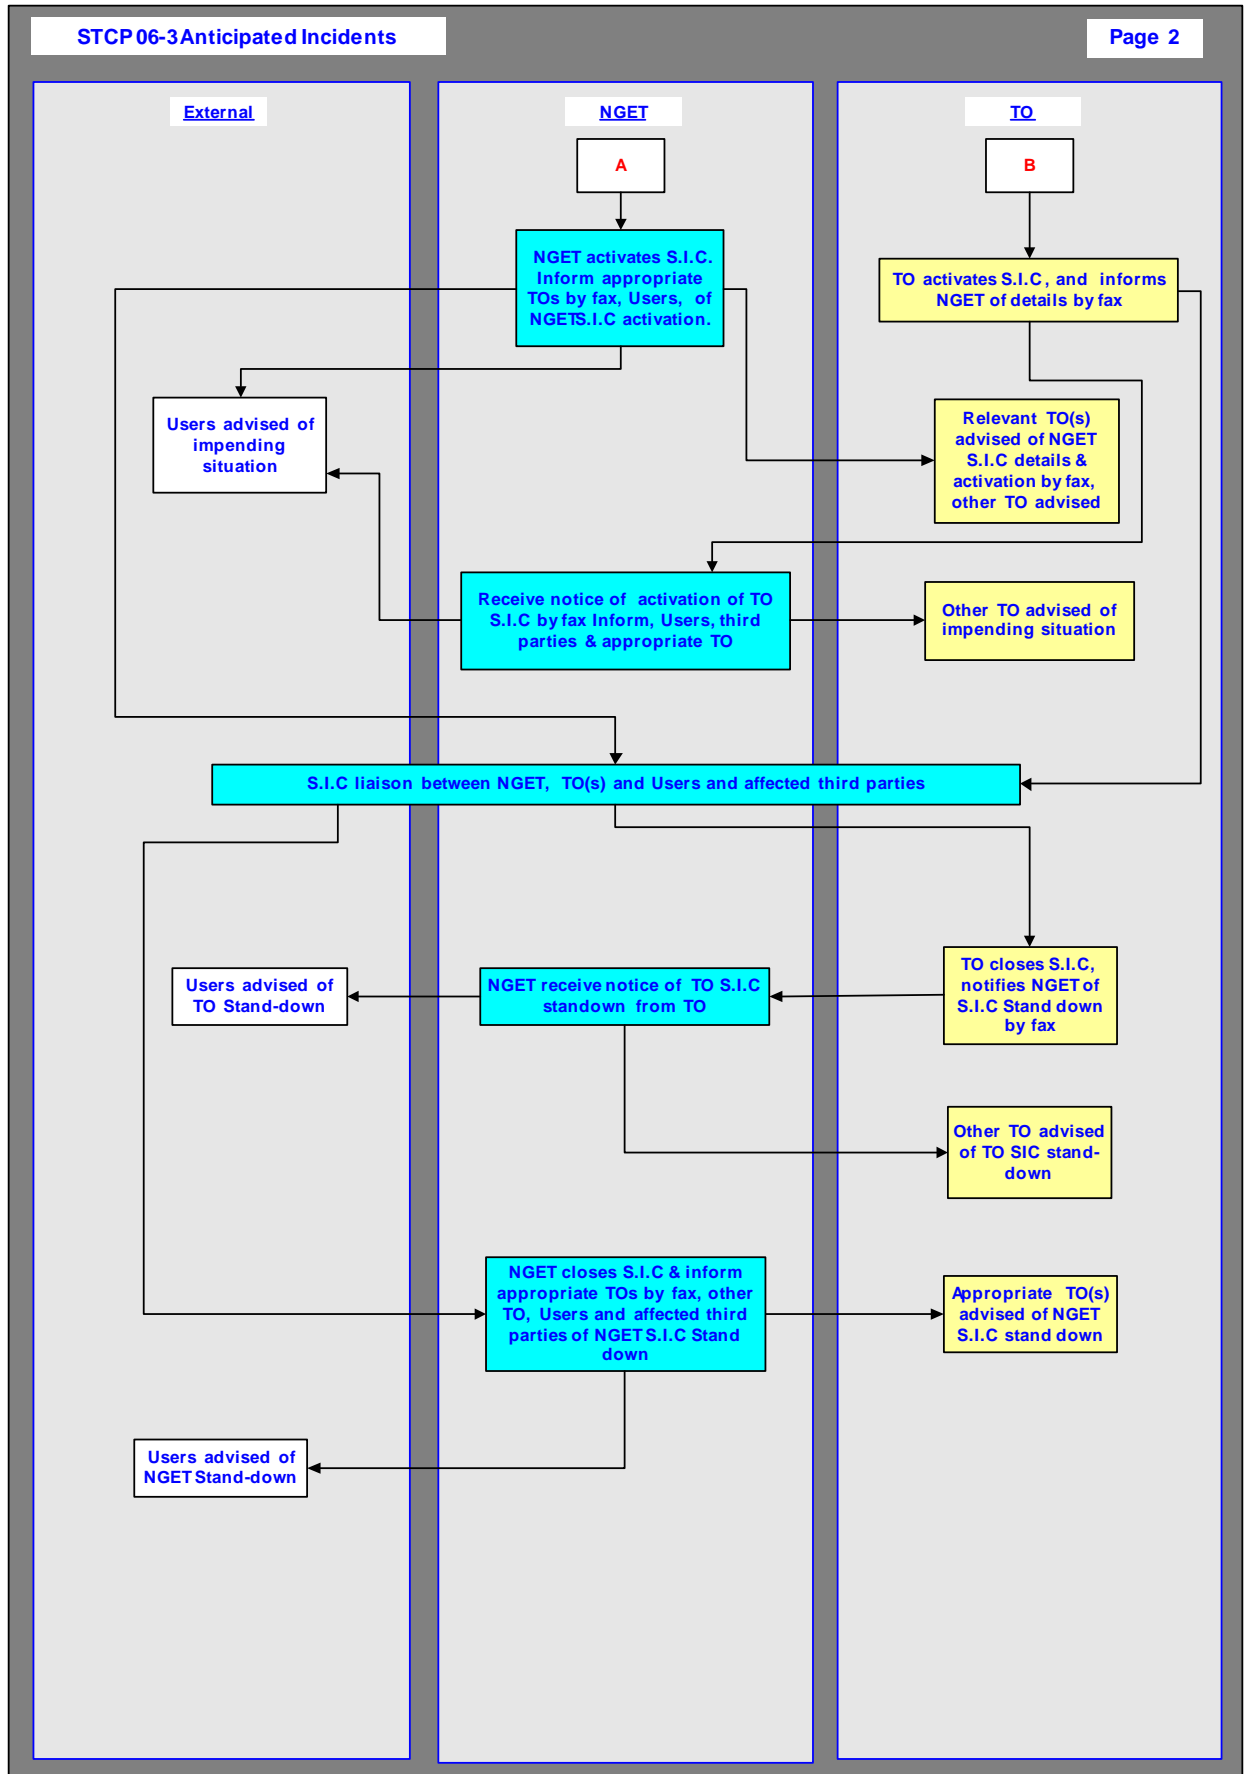 STCP 06-3 Anticipated Incidents
Page 2
External
NGET
TO
A
B
NGET activates S.I.C.
Inform appropriate
TOs by fax, Users, of
NGETS.I.C activation.
TO activates S.I.C, and informs
NGET of details by fax
Users advised of
impending
situation
Relevant TO(s)
advised of NGET
S.I.C details &
activation by fax,
other TO advised
Receive notice of activation of TO
S.I.C by fax Inform, Users, third
parties & appropriate TO
Other TO advised of
impending situation
S.I.C liaison between NGET, TO(s) and Users and affected third parties
Users advised of
TO Stand-down
NGET receive notice of TO S.I.C
standown from TO
TO closes S.I.C,
notifies NGET of
S.I.C Stand down
by fax
Other TO advised
of TO SIC stand-
down
NGET closes S.I.C & inform
appropriate TOs by fax, other
TO, Users and affected third
parties of NGET S.I.C Stand
down
Appropriate TO(s)
advised of NGET
S.I.C stand down
Users advised of
NGET Stand-down